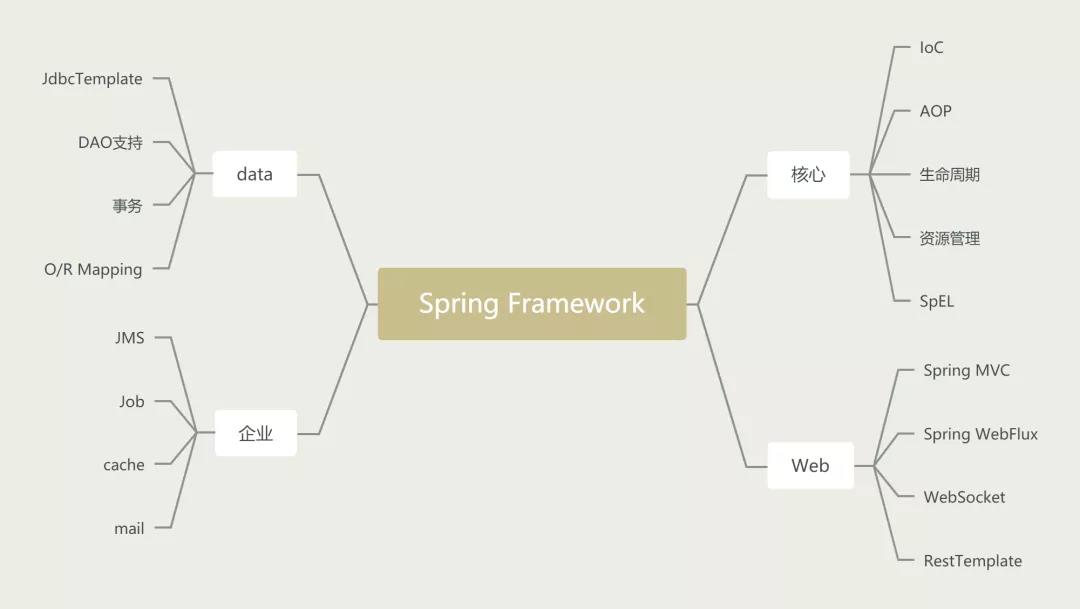 Spring Framework
核心
IoC
AOP
生命周期
资源管理
SpEL
Web
Spring MVC
Spring WebFlux
WebSocket
RestTemplate
data
JdbcTemplate
DAO支持
事务
O/R Mapping
企业
JMS
Job
cache
mail